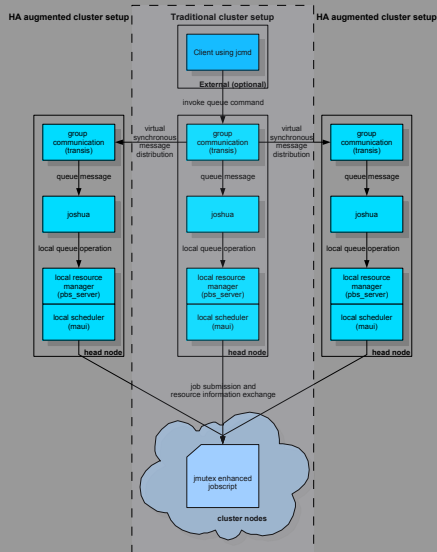 HA augmented cluster setup
Traditional cluster setup
HA augmented cluster setup
Client using jcmd
External (optional)
invoke queue command
group
communication
(transis)
virtual
synchronous
message
distribution
group
communication
(transis)
virtual
synchronous
message
distribution
group
communication
(transis)
queue message
queue message
queue message
joshua
joshua
joshua
local queue operation
local queue operation
local queue operation
local resource
manager
(pbs_server)
local resource
manager
(pbs_server)
local resource
manager
(pbs_server)
local scheduler
(maui)
local scheduler
(maui)
local scheduler
(maui)
head node
head node
head node
job submission and
resource information exchange
jmutex enhanced
jobscript
cluster nodes